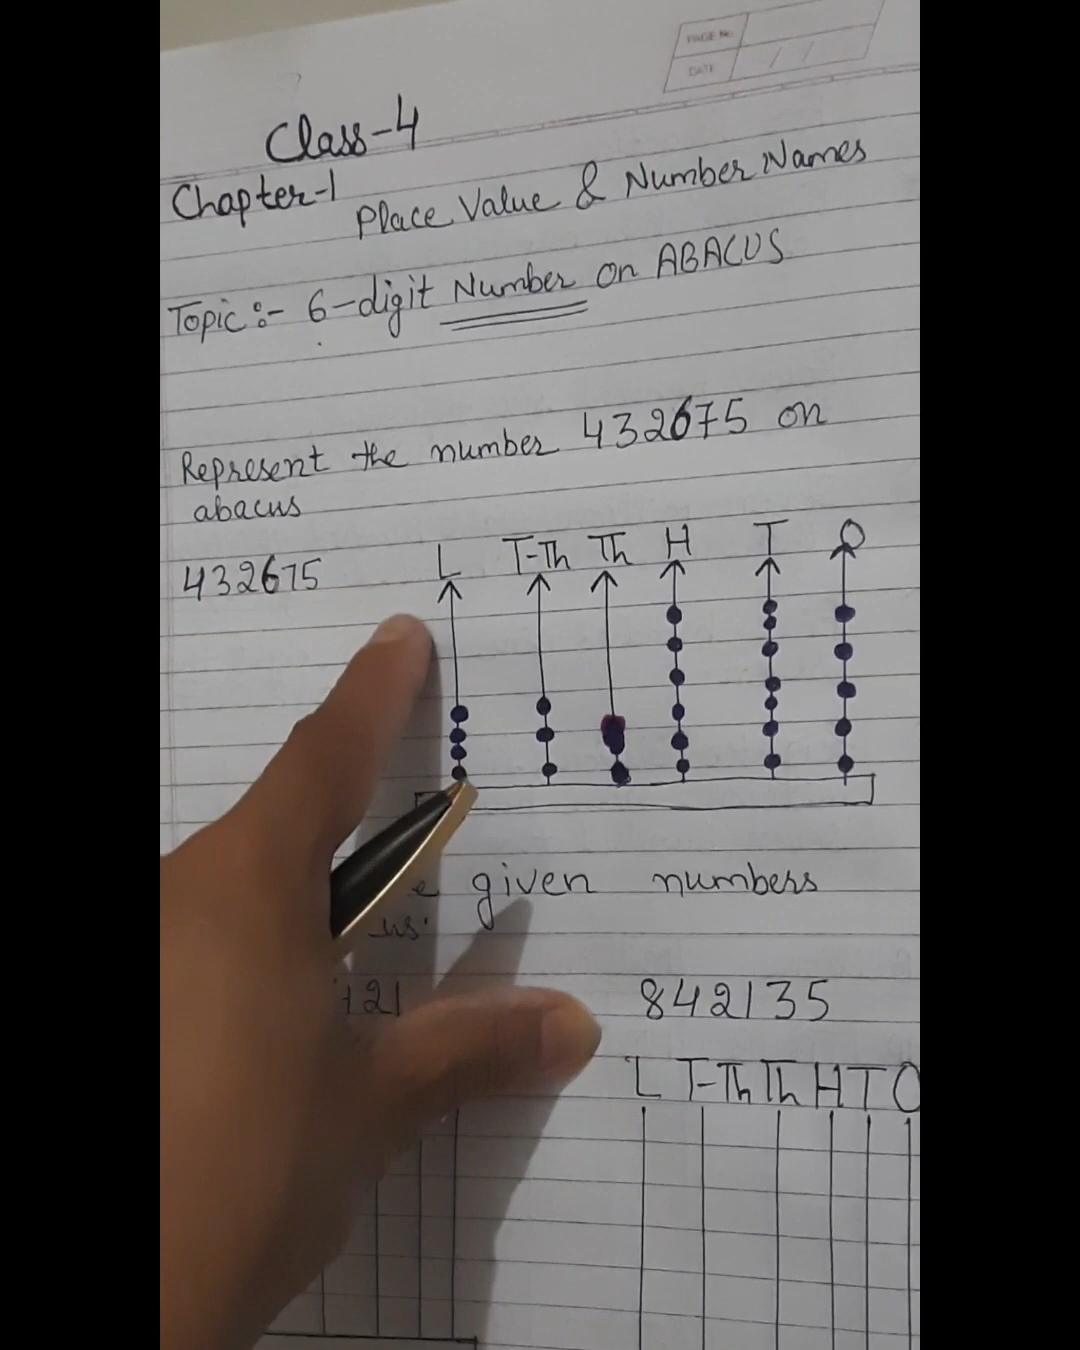 PAGE No.
DATE / /
Class-4
Chapter-1
Place Value & Number Names
Topic :- 6-digit Number on ABACUS
Represent the number 432675 on
abacus
432675 L T-Th Th H T O
given numbers
842135
L T-Th Th H T O